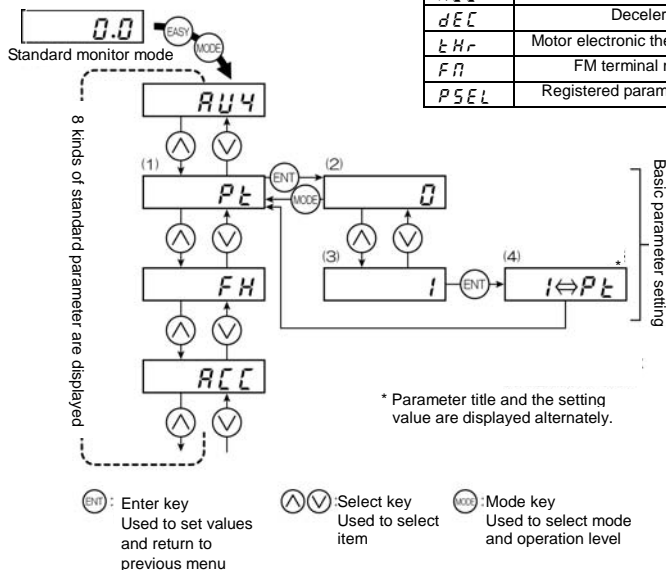 0.0
EASY
MODE
Standard monitor mode
dEC
Deceler
tHr
Motor electronic the
FM
FM terminal
PSEL
Registered param
8 kinds of standard parameter are displayed
AU4
(1)
Pt
ENT
MODE
(2)
0
(3)
1
ENT
(4)
*
1⇔Pt
FH
ACC
Basic parameter setting
* Parameter title and the setting
value are displayed alternately.
ENT : Enter key
Used to set values
and return to
previous menu
:Select key
Used to select
item
MODE :Mode key
Used to select mode
and operation level